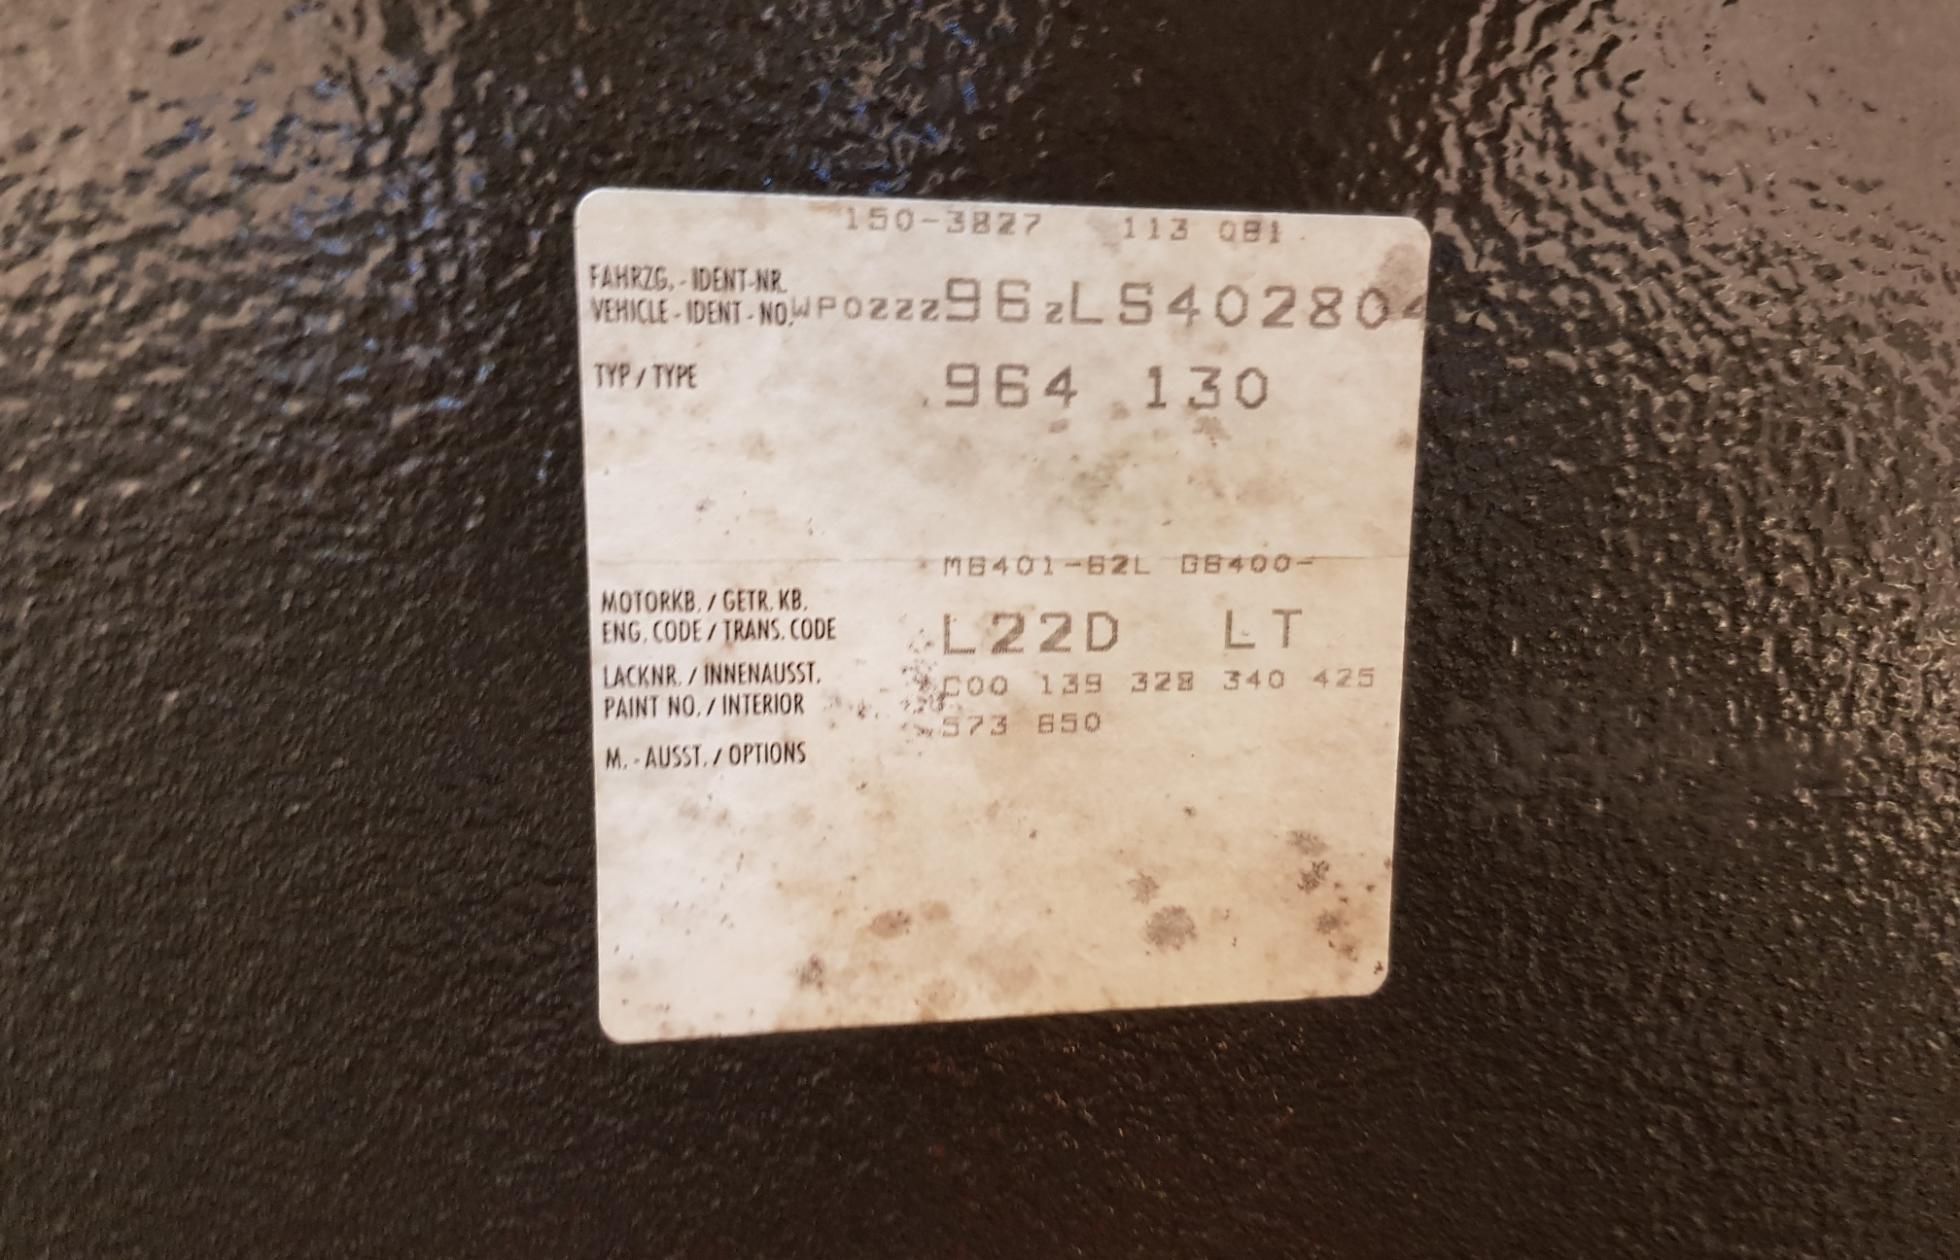 150-3827 113 QB1
FAHRZG.-IDENT-NR.
VEHICLE-IDENT-NO. WP0ZZZ96ZLS402804
TYP / TYPE 964 130
M6401-62L G6400-
MOTORKB. / GETR. KB.
ENG. CODE / TRANS. CODE L22D LT
LACKNR. / INNENAUSST. C00 139 328 340 425
PAINT NO. / INTERIOR 573 650
M.-AUSST. / OPTIONS